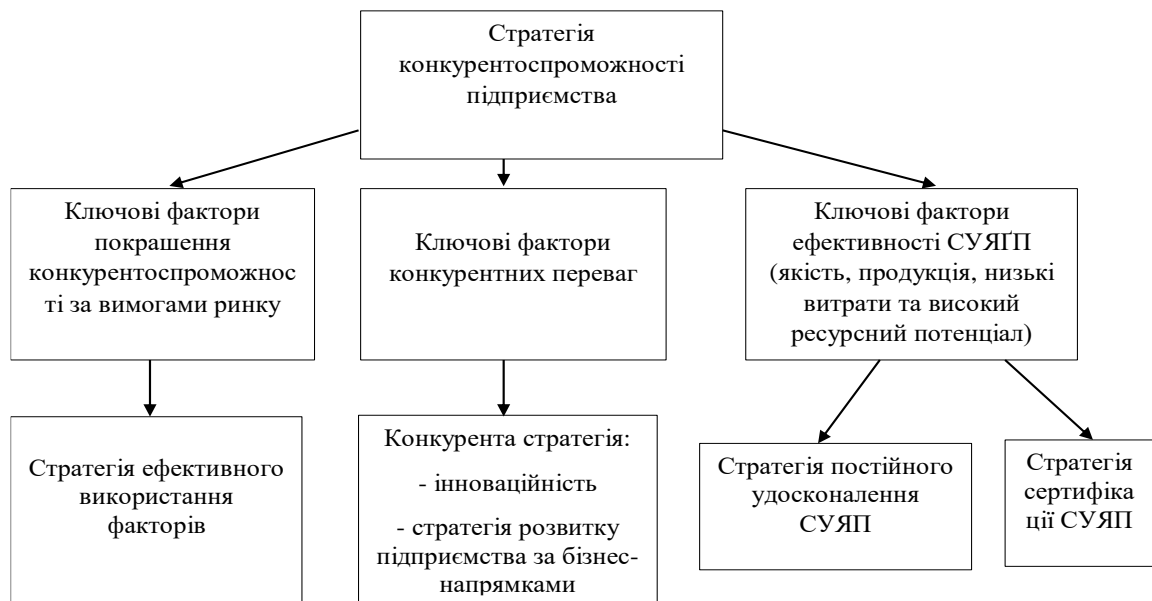 Стратегія
конкурентоспроможності
підприємства
Ключові фактори
покрашення
конкурентоспроможнос
ті за вимогами ринку
Ключові фактори
конкурентних переваг
Ключові фактори
ефективності СУЯҐП
(якість, продукція, низькі
витрати та високий
ресурсний потенціал)
Стратегія ефективного
використання
факторів
Конкурента стратегія:
- інноваційність
- стратегія розвитку
підприємства за бізнес-
напрямками
Стратегія постійного
удосконалення
СУЯП
Стратегія
сертифіка
ції СУЯП